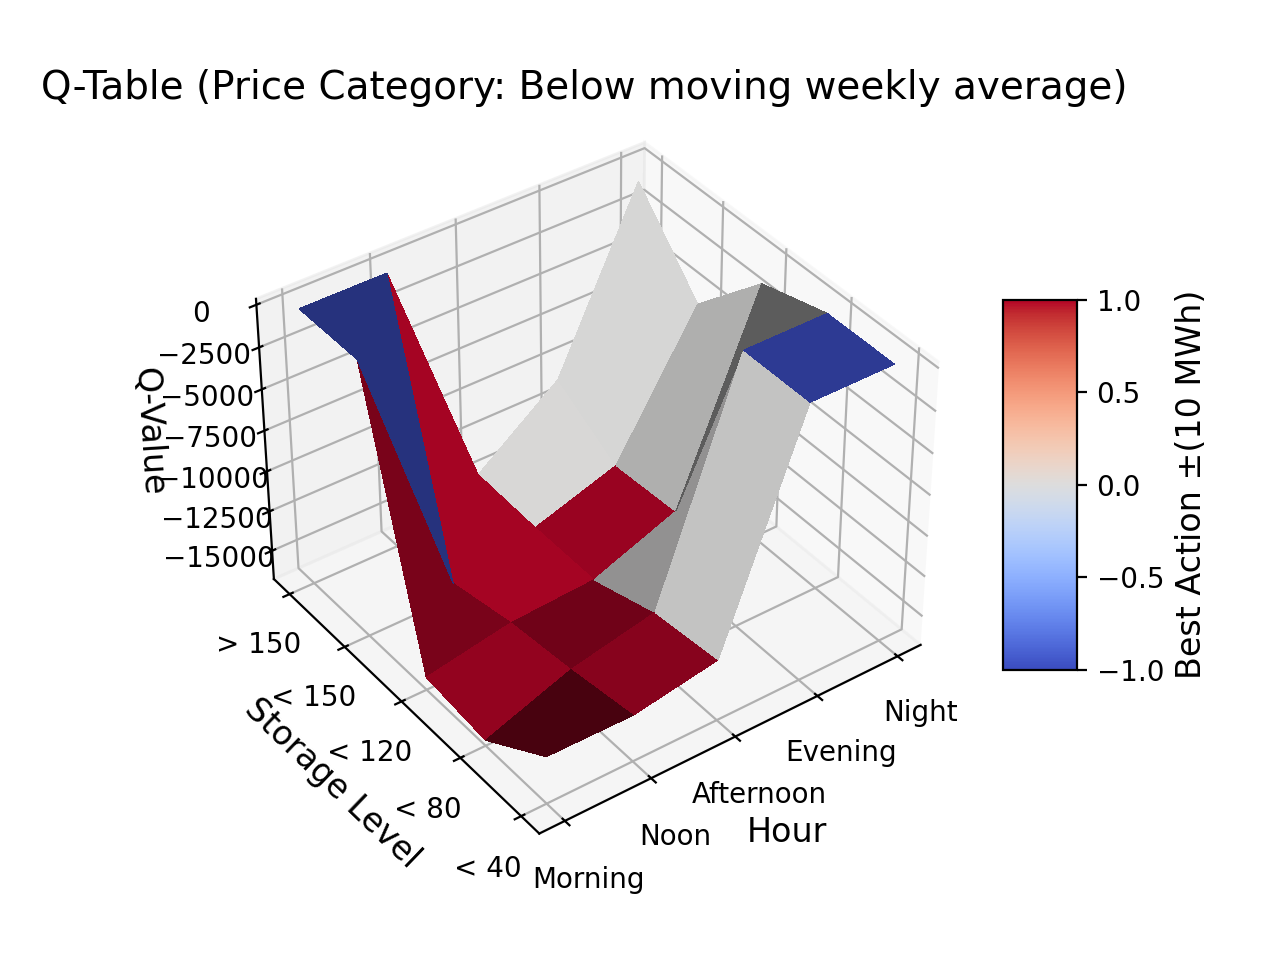 Q-Table (Price Category: Below moving weekly average)
0
−2500
−5000
−7500
−10000
−12500
−15000
Q-Value
> 150
< 150
< 120
< 80
< 40
Storage Level
Morning
Noon
Afternoon
Evening
Night
Hour
1.0
0.5
0.0
−0.5
−1.0
Best Action ±(10 MWh)